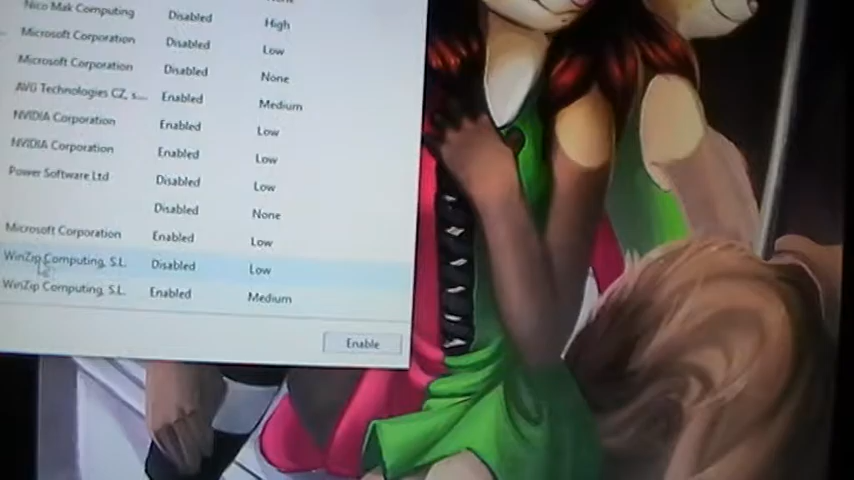 Nico Mak Computing Disabled High
Microsoft Corporation Disabled Low
Microsoft Corporation Disabled None
AVG Technologies CZ, s.... Enabled Medium
NVIDIA Corporation Enabled Low
NVIDIA Corporation Enabled Low
Power Software Ltd Disabled Low
Disabled None
Microsoft Corporation Enabled Low
WinZip Computing, S.L. Disabled Low
WinZip Computing, S.L. Enabled Medium
Enable